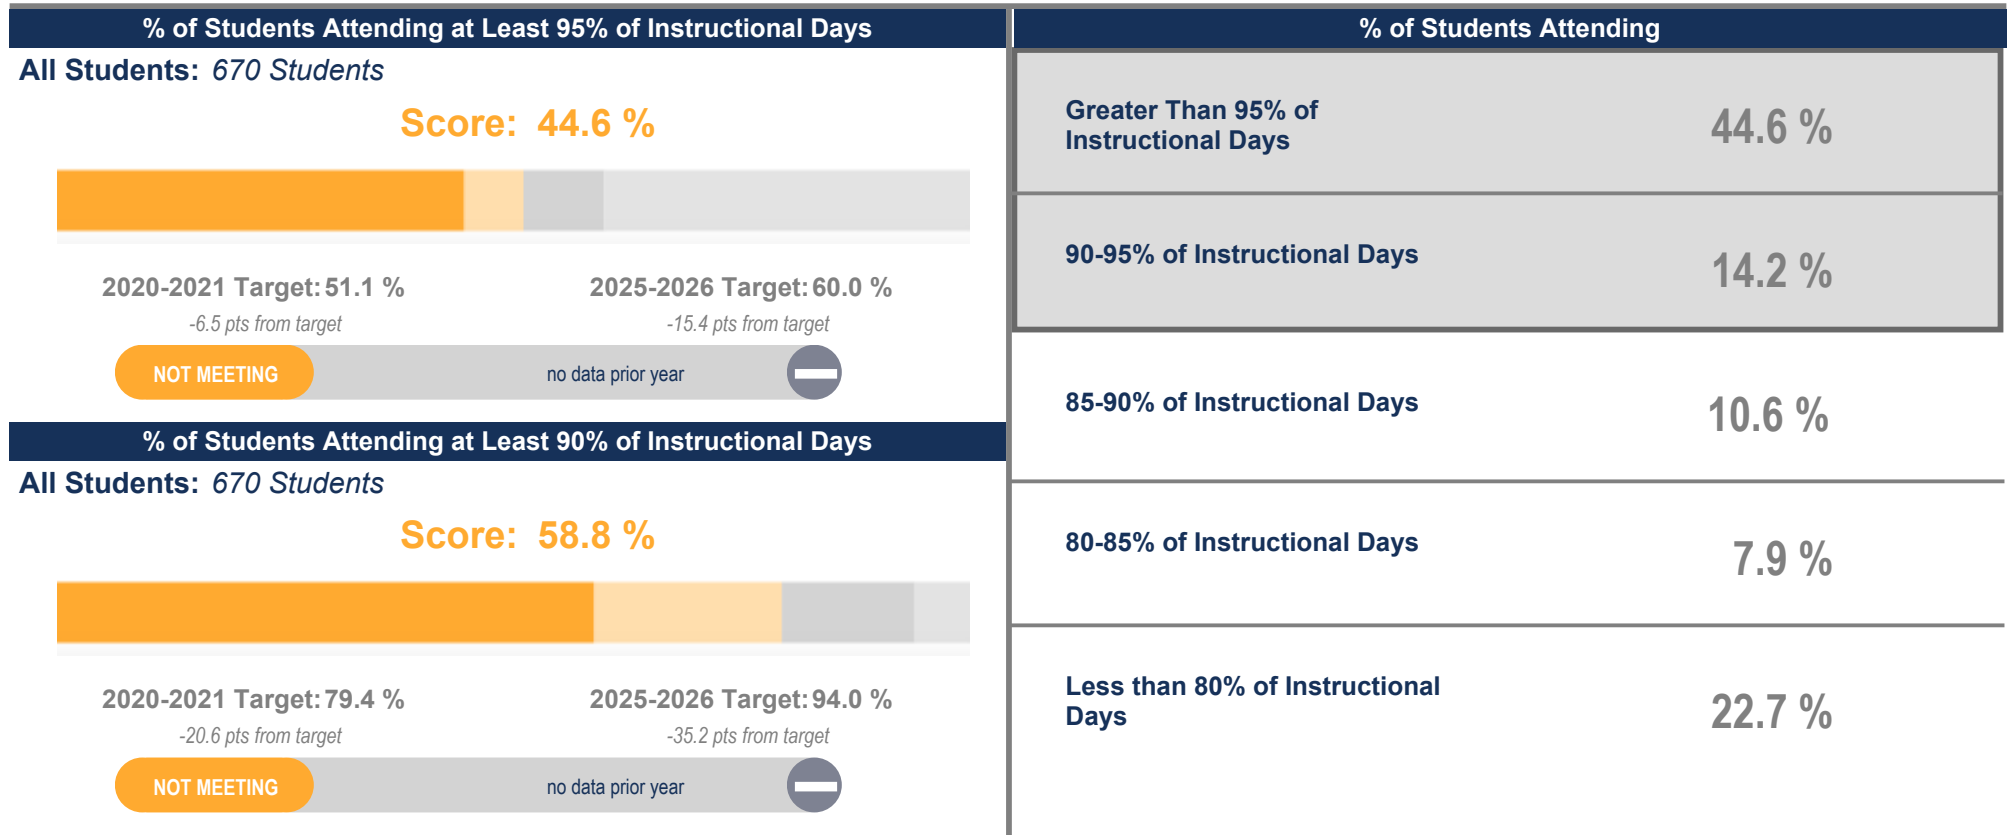 % of Students Attending at Least 95% of Instructional Days
All Students: 670 Students
Score: 44.6 %
2020-2021 Target: 51.1 %
-6.5 pts from target
2025-2026 Target: 60.0 %
-15.4 pts from target
NOT MEETING
no data prior year
% of Students Attending at Least 90% of Instructional Days
All Students: 670 Students
Score: 58.8 %
2020-2021 Target: 79.4 %
-20.6 pts from target
2025-2026 Target: 94.0 %
-35.2 pts from target
NOT MEETING
no data prior year
% of Students Attending
Greater Than 95% of
Instructional Days
44.6 %
90-95% of Instructional Days
14.2 %
85-90% of Instructional Days
10.6 %
80-85% of Instructional Days
7.9 %
Less than 80% of Instructional
Days
22.7 %